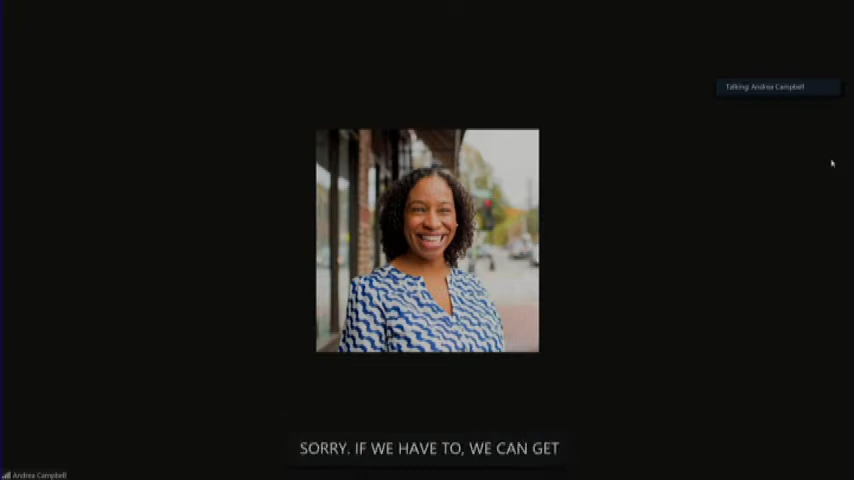 Talking: Andrea Campbell
SORRY. IF WE HAVE TO, WE CAN GET
Andrea Campbell